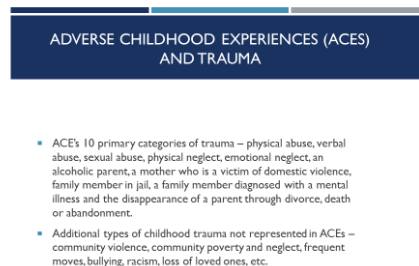 ADVERSE CHILDHOOD EXPERIENCES (ACES)
AND TRAUMA
ACE's 10 primary categories of trauma – physical abuse, verbal
abuse, sexual abuse, physical neglect, emotional neglect, an
alcoholic parent, a mother who is a victim of domestic violence,
family member in jail, a family member diagnosed with a mental
illness and the disappearance of a parent through divorce, death
or abandonment.
Additional types of childhood trauma not represented in ACEs –
community violence, community poverty and neglect, frequent
moves, bullying, racism, loss of loved ones, etc.